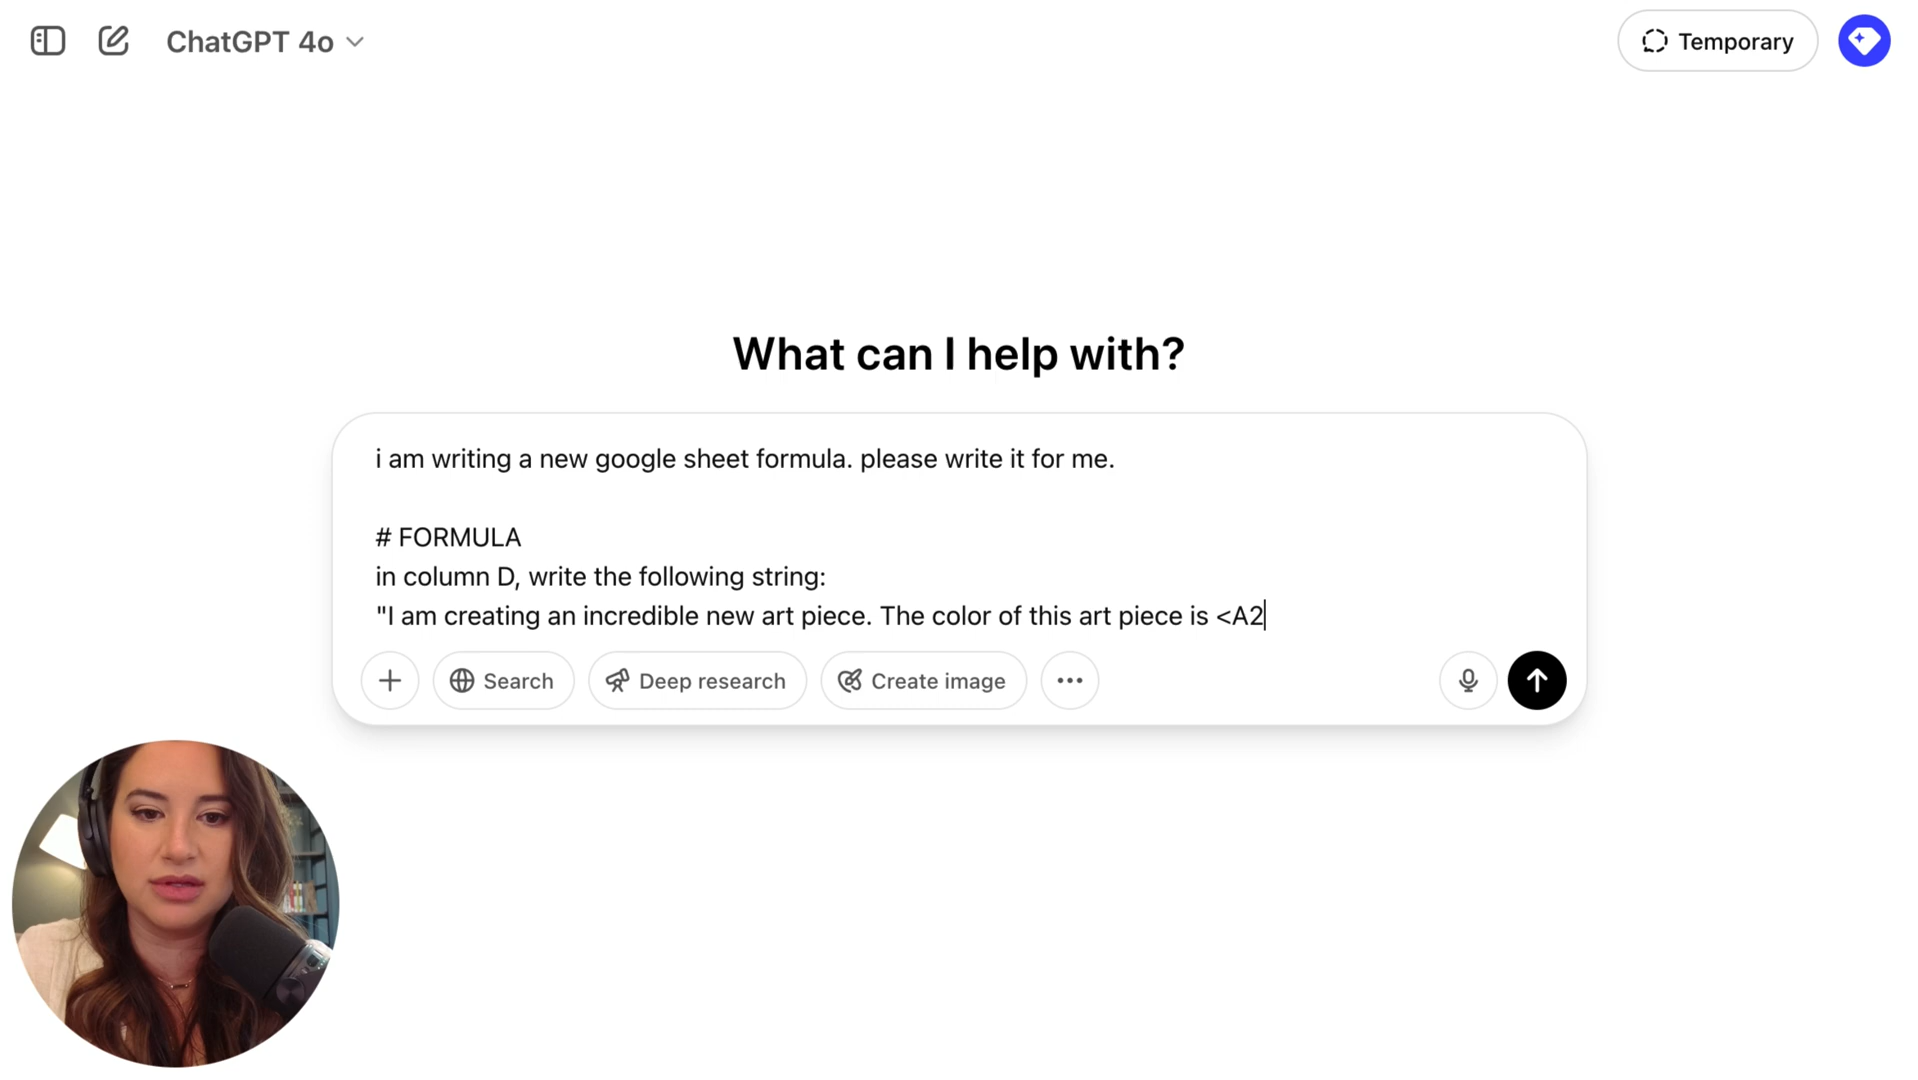 ChatGPT 4o
Temporary
What can I help with?
i am writing a new google sheet formula. please write it for me.
# FORMULA
in column D, write the following string:
"I am creating an incredible new art piece. The color of this art piece is <A2
Search
Deep research
Create image